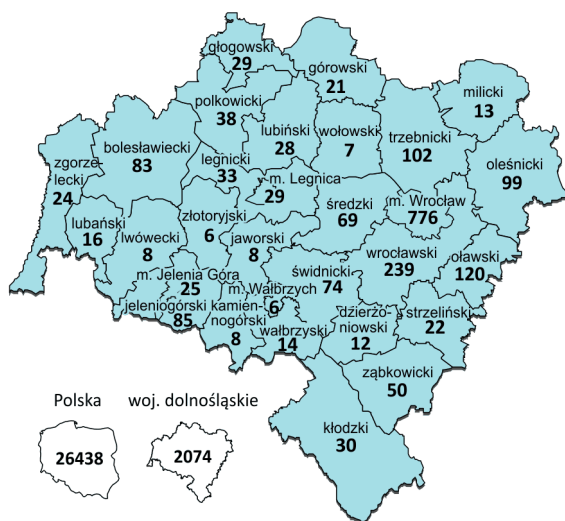 głogowski
29
górowski
21
milicki
13
polkowicki
38
lubiński
28
wołowski
7
trzebnicki
102
bolesławiecki
83
zgorze-
lecki
24
legnicki
33
m. Legnica
29
oleśnicki
99
lubański
16
lwówecki
8
złotoryjski
6
jaworski
8
średzki
69
m. Wrocław
776
wrocławski
239
oławski
120
m. Jelenia Góra
25
jeleniogórski
85
kamien-
nogórski
8
m. Wałbrzych
6
wałbrzyski
14
świdnicki
74
dzierżo-
niowski
12
strzeliński
22
ząbkowicki
50
kłodzki
30
Polska
26438
woj. dolnośląskie
2074